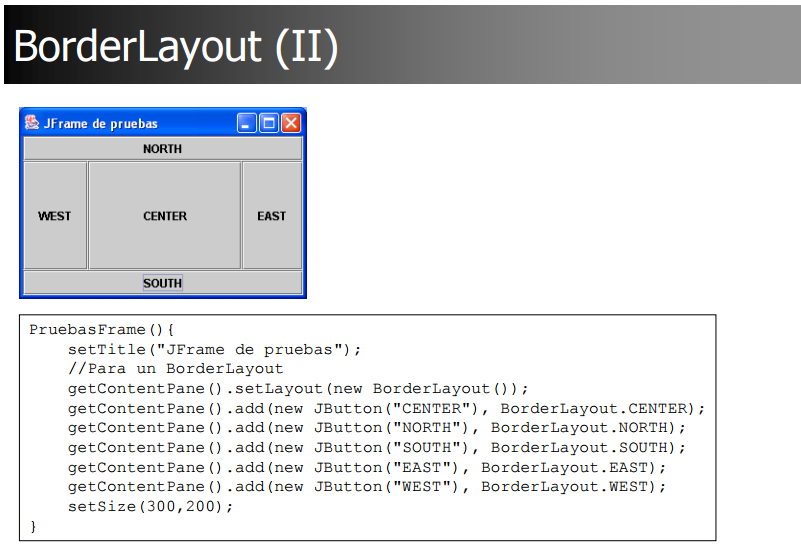 BorderLayout (II)
JFrame de pruebas
NORTH
WEST CENTER EAST
SOUTH
PruebasFrame(){
setTitle("JFrame de pruebas");
//Para un BorderLayout
getContentPane().setLayout(new BorderLayout());
getContentPane().add(new JButton("CENTER"), BorderLayout.CENTER);
getContentPane().add(new JButton("NORTH"), BorderLayout.NORTH);
getContentPane().add(new JButton("SOUTH"), BorderLayout.SOUTH);
getContentPane().add(new JButton("EAST"), BorderLayout.EAST);
getContentPane().add(new JButton("WEST"), BorderLayout.WEST);
setSize(300,200);
}